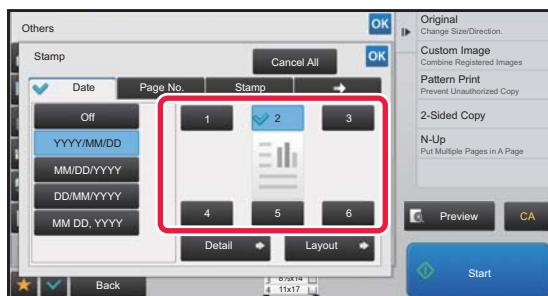 Others
OK
Stamp
Cancel All
OK
Date
Page No.
Stamp
Off
YYYY/MM/DD
MM/DD/YYYY
DD/MM/YYYY
MM DD, YYYY
1
2
3
4
5
6
Detail
Layout
Back
8½x14
4 11x17
Original
Change Size/Direction.
Custom Image
Combine Registered Images
Pattern Print
Prevent Unauthorized Copy
2-Sided Copy
N-Up
Put Multiple Pages in A Page
Preview
CA
Start